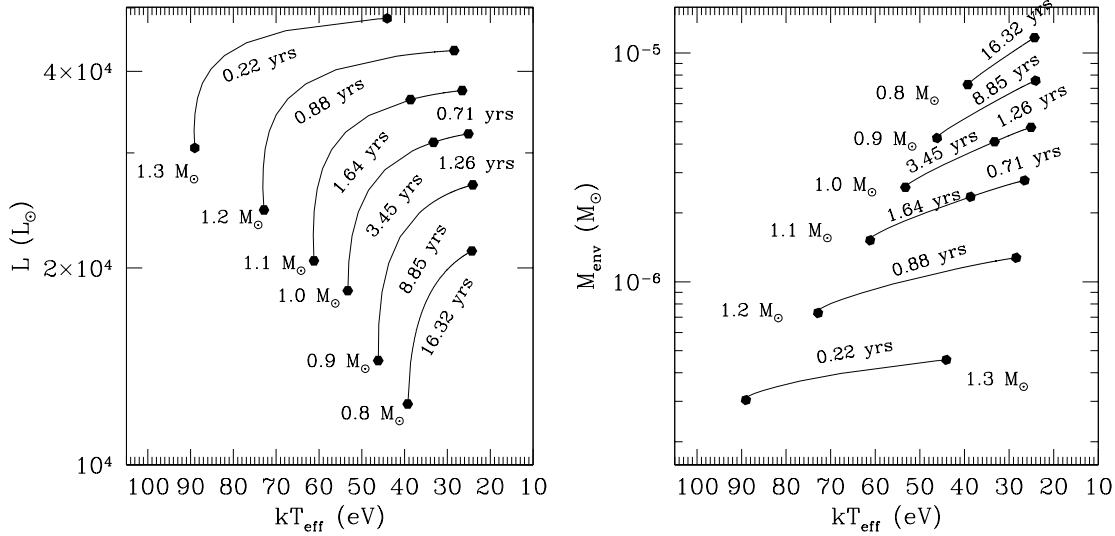 4×10⁴
2×10⁴
10⁴
L (L⊙)
0.22 yrs
0.88 yrs
0.71 yrs
1.64 yrs
1.26 yrs
3.45 yrs
8.85 yrs
16.32 yrs
1.3 M⊙
1.2 M⊙
1.1 M⊙
1.0 M⊙
0.9 M⊙
0.8 M⊙
100 90 80 70 60 50 40 30 20 10
kTeff (eV)
10⁻⁵
10⁻⁶
Menv (M⊙)
16.32 yrs
0.8 M⊙
8.85 yrs
1.26 yrs
0.9 M⊙
3.45 yrs
0.71 yrs
1.0 M⊙
1.64 yrs
1.1 M⊙
0.88 yrs
1.2 M⊙
0.22 yrs
1.3 M⊙
100 90 80 70 60 50 40 30 20 10
kTeff (eV)